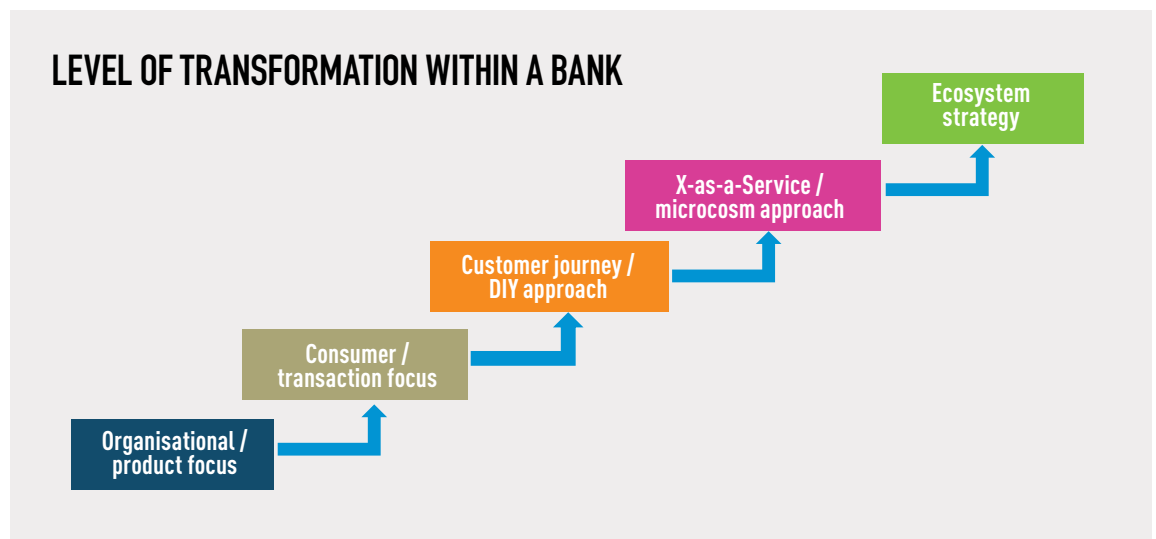 LEVEL OF TRANSFORMATION WITHIN A BANK
Ecosystem
strategy
X-as-a-Service /
microcosm approach
Customer journey /
DIY approach
Consumer /
transaction focus
Organisational /
product focus